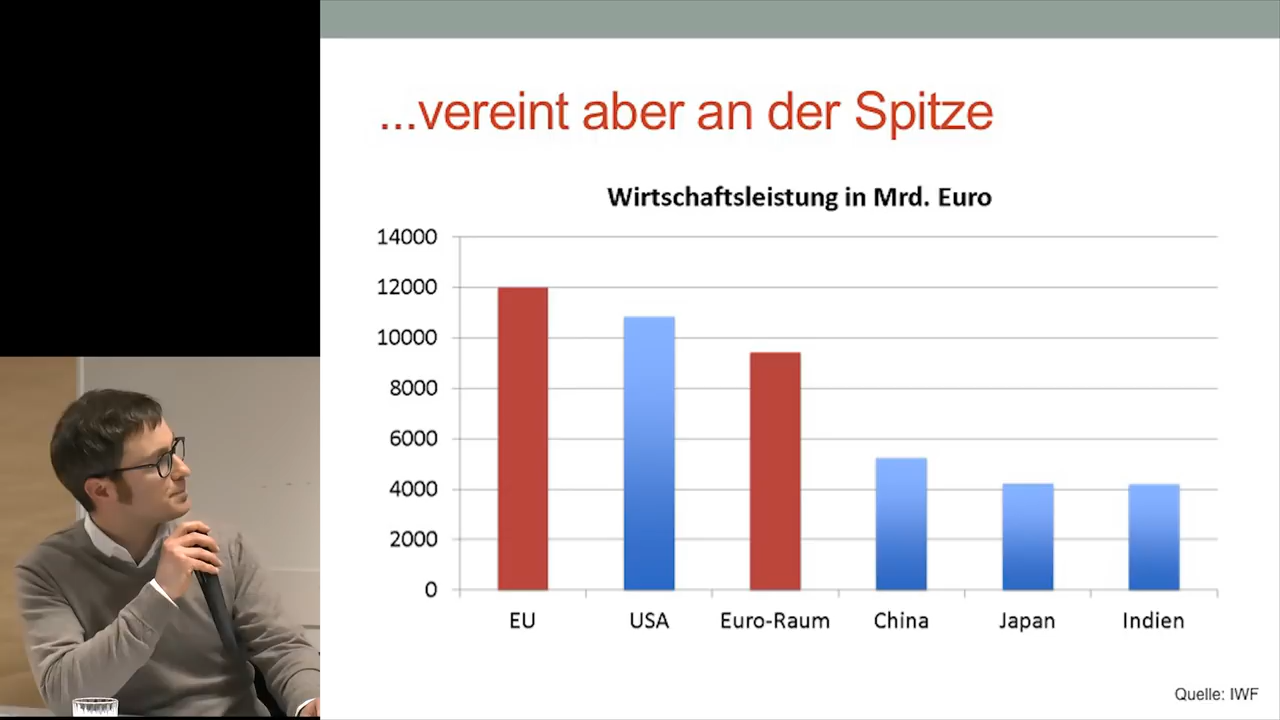 ...vereint aber an der Spitze
Wirtschaftsleistung in Mrd. Euro
14000
12000
10000
8000
6000
4000
2000
0
EU USA Euro-Raum China Japan Indien
Quelle: IWF